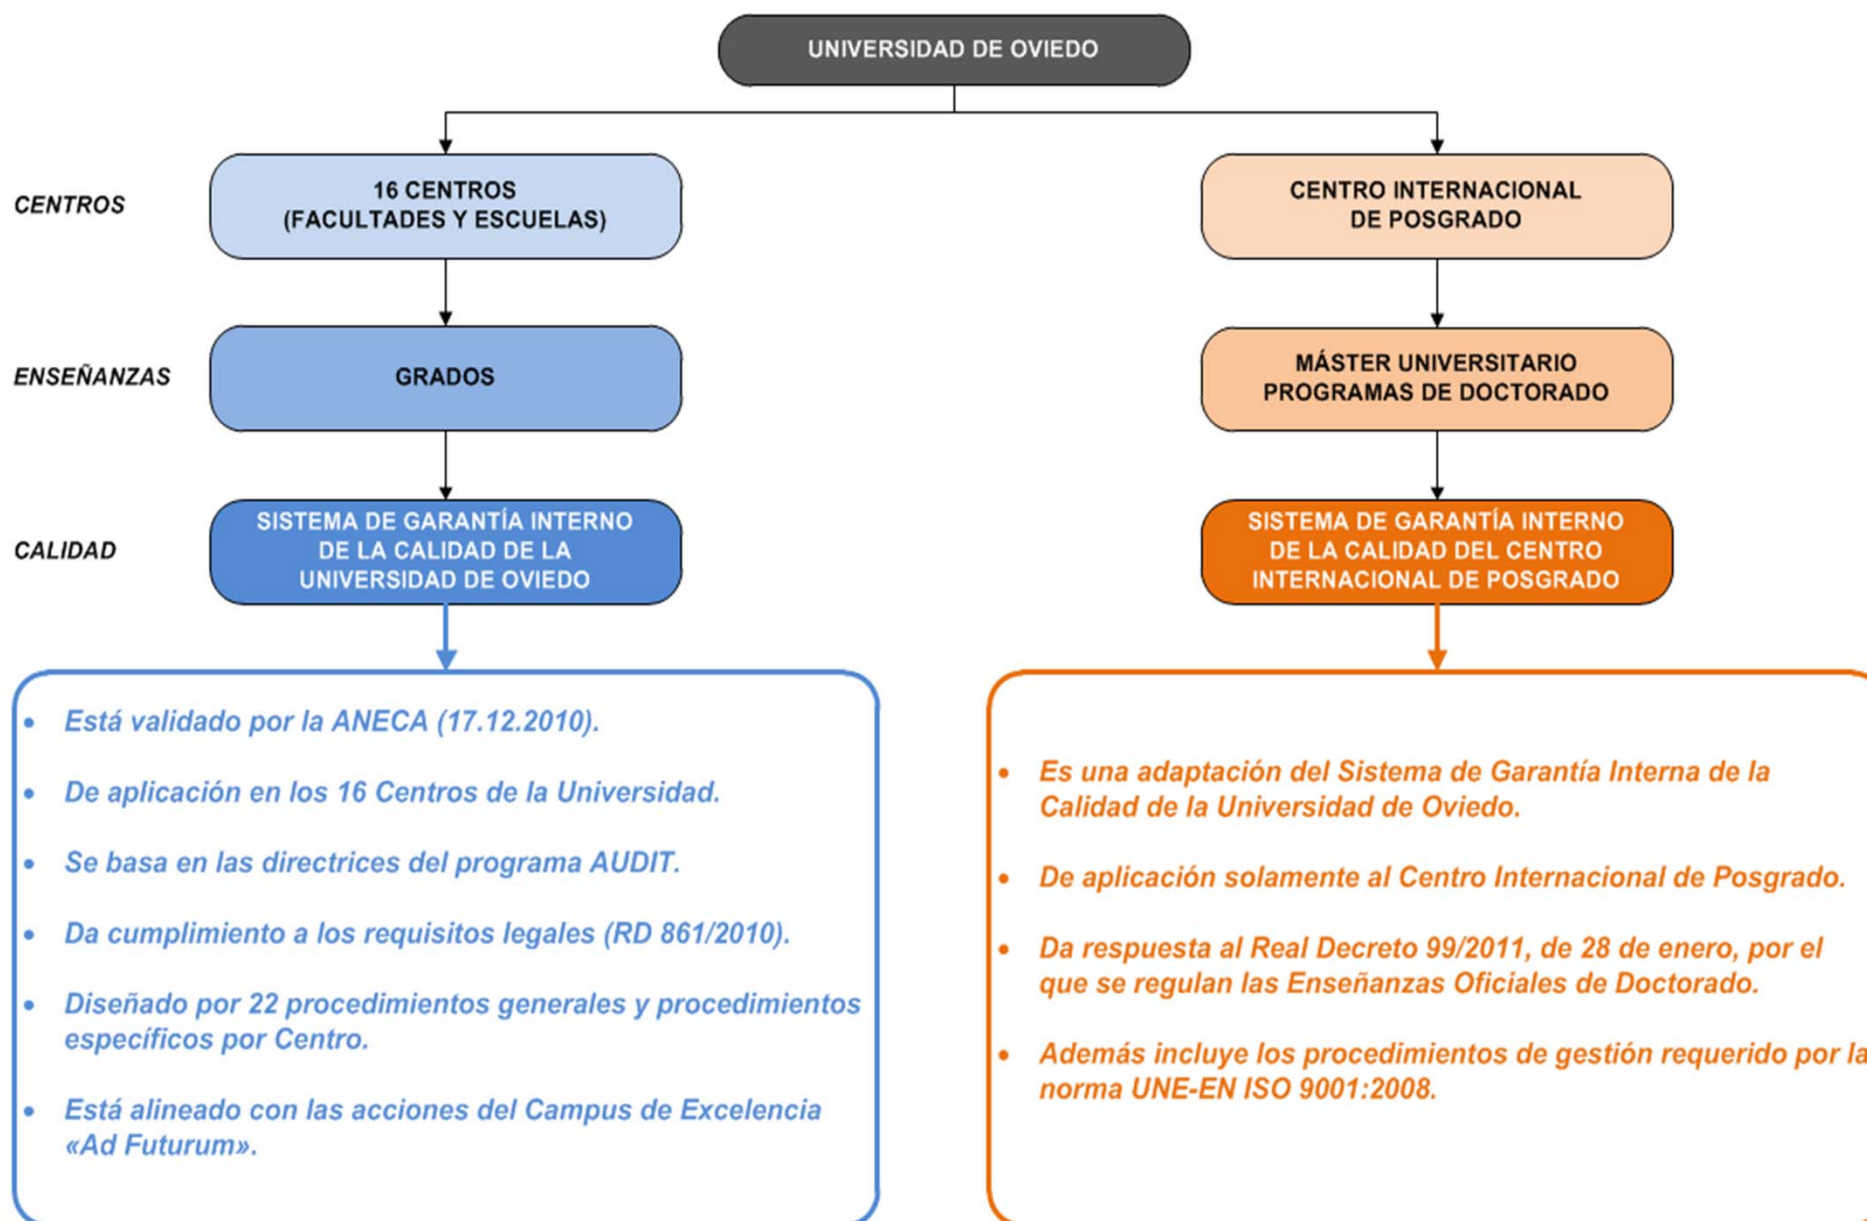 UNIVERSIDAD DE OVIEDO
CENTROS
16 CENTROS
(FACULTADES Y ESCUELAS)
CENTRO INTERNACIONAL
DE POSGRADO
ENSEÑANZAS
GRADOS
MÁSTER UNIVERSITARIO
PROGRAMAS DE DOCTORADO
CALIDAD
SISTEMA DE GARANTÍA INTERNO
DE LA CALIDAD DE LA
UNIVERSIDAD DE OVIEDO
SISTEMA DE GARANTÍA INTERNO
DE LA CALIDAD DEL CENTRO
INTERNACIONAL DE POSGRADO
• Está validado por la ANECA (17.12.2010).
• De aplicación en los 16 Centros de la Universidad.
• Se basa en las directrices del programa AUDIT.
• Da cumplimiento a los requisitos legales (RD 861/2010).
• Diseñado por 22 procedimientos generales y procedimientos
específicos por Centro.
• Está alineado con las acciones del Campus de Excelencia
«Ad Futurum».
• Es una adaptación del Sistema de Garantía Interna de la
Calidad de la Universidad de Oviedo.
• De aplicación solamente al Centro Internacional de Posgrado.
• Da respuesta al Real Decreto 99/2011, de 28 de enero, por el
que se regulan las Enseñanzas Oficiales de Doctorado.
• Además incluye los procedimientos de gestión requerido por la
norma UNE-EN ISO 9001:2008.